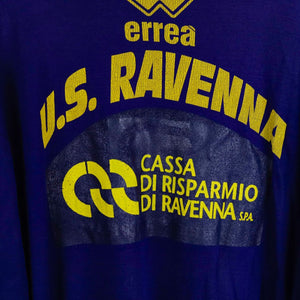 errea
U.S. RAVENNA
CASSA
DI RISPARMIO
DI RAVENNA S.P.A.